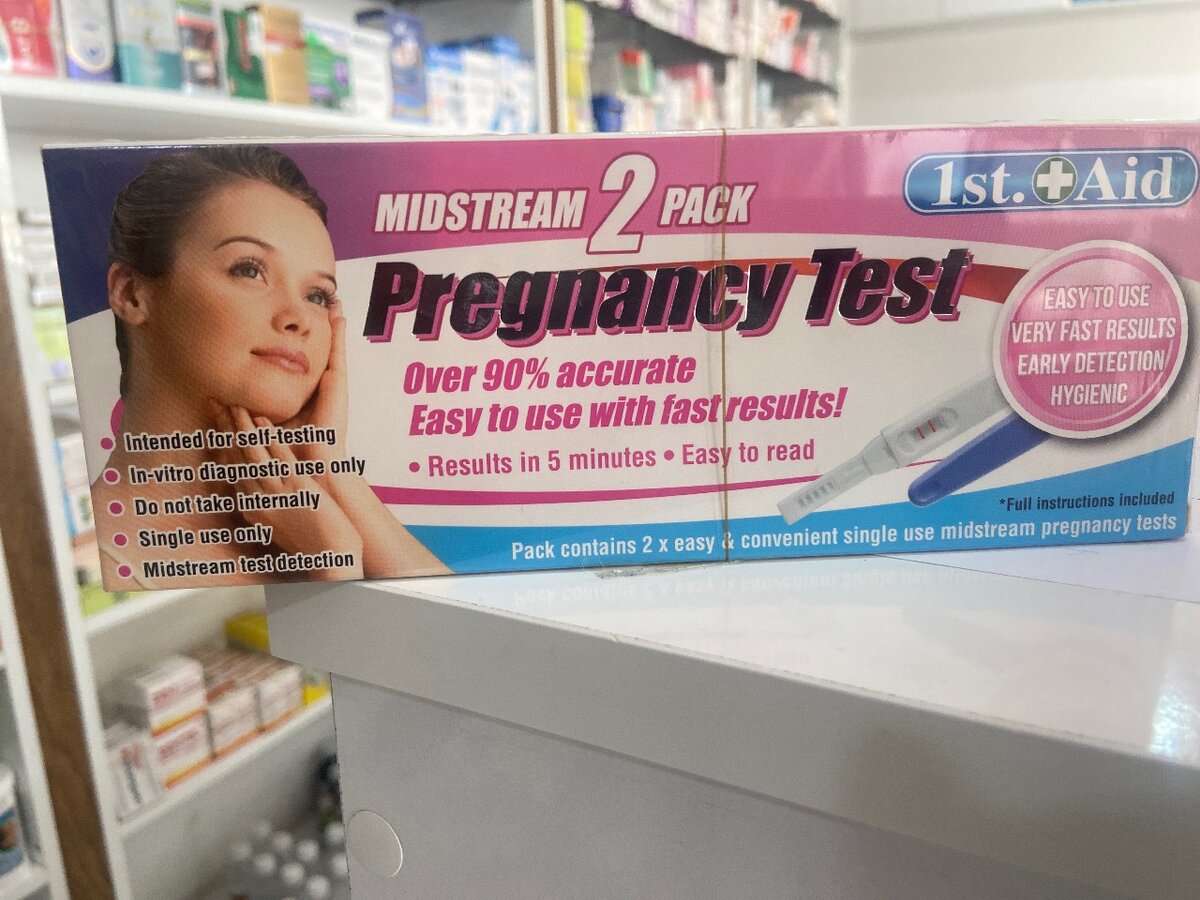 MIDSTREAM 2 PACK
1st. Aid™
Pregnancy Test
Over 90% accurate
Easy to use with fast results!
• Results in 5 minutes • Easy to read
EASY TO USE
VERY FAST RESULTS
EARLY DETECTION
HYGIENIC
• Intended for self-testing
• In-vitro diagnostic use only
• Do not take internally
• Single use only
• Midstream test detection
*Full instructions included
Pack contains 2 x easy & convenient single use midstream pregnancy tests